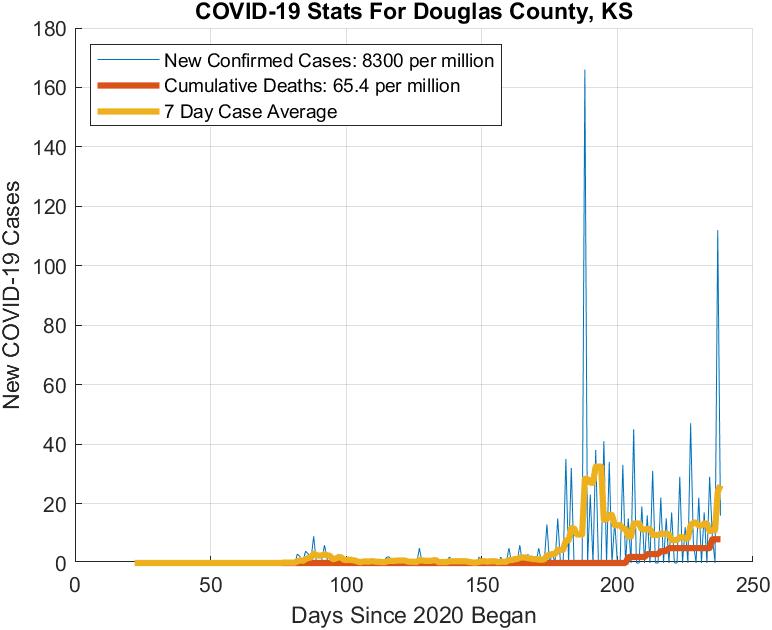 COVID-19 Stats For Douglas County, KS
180
160
140
120
100
80
60
40
20
0
New COVID-19 Cases
New Confirmed Cases: 8300 per million
Cumulative Deaths: 65.4 per million
7 Day Case Average
0 50 100 150 200 250
Days Since 2020 Began